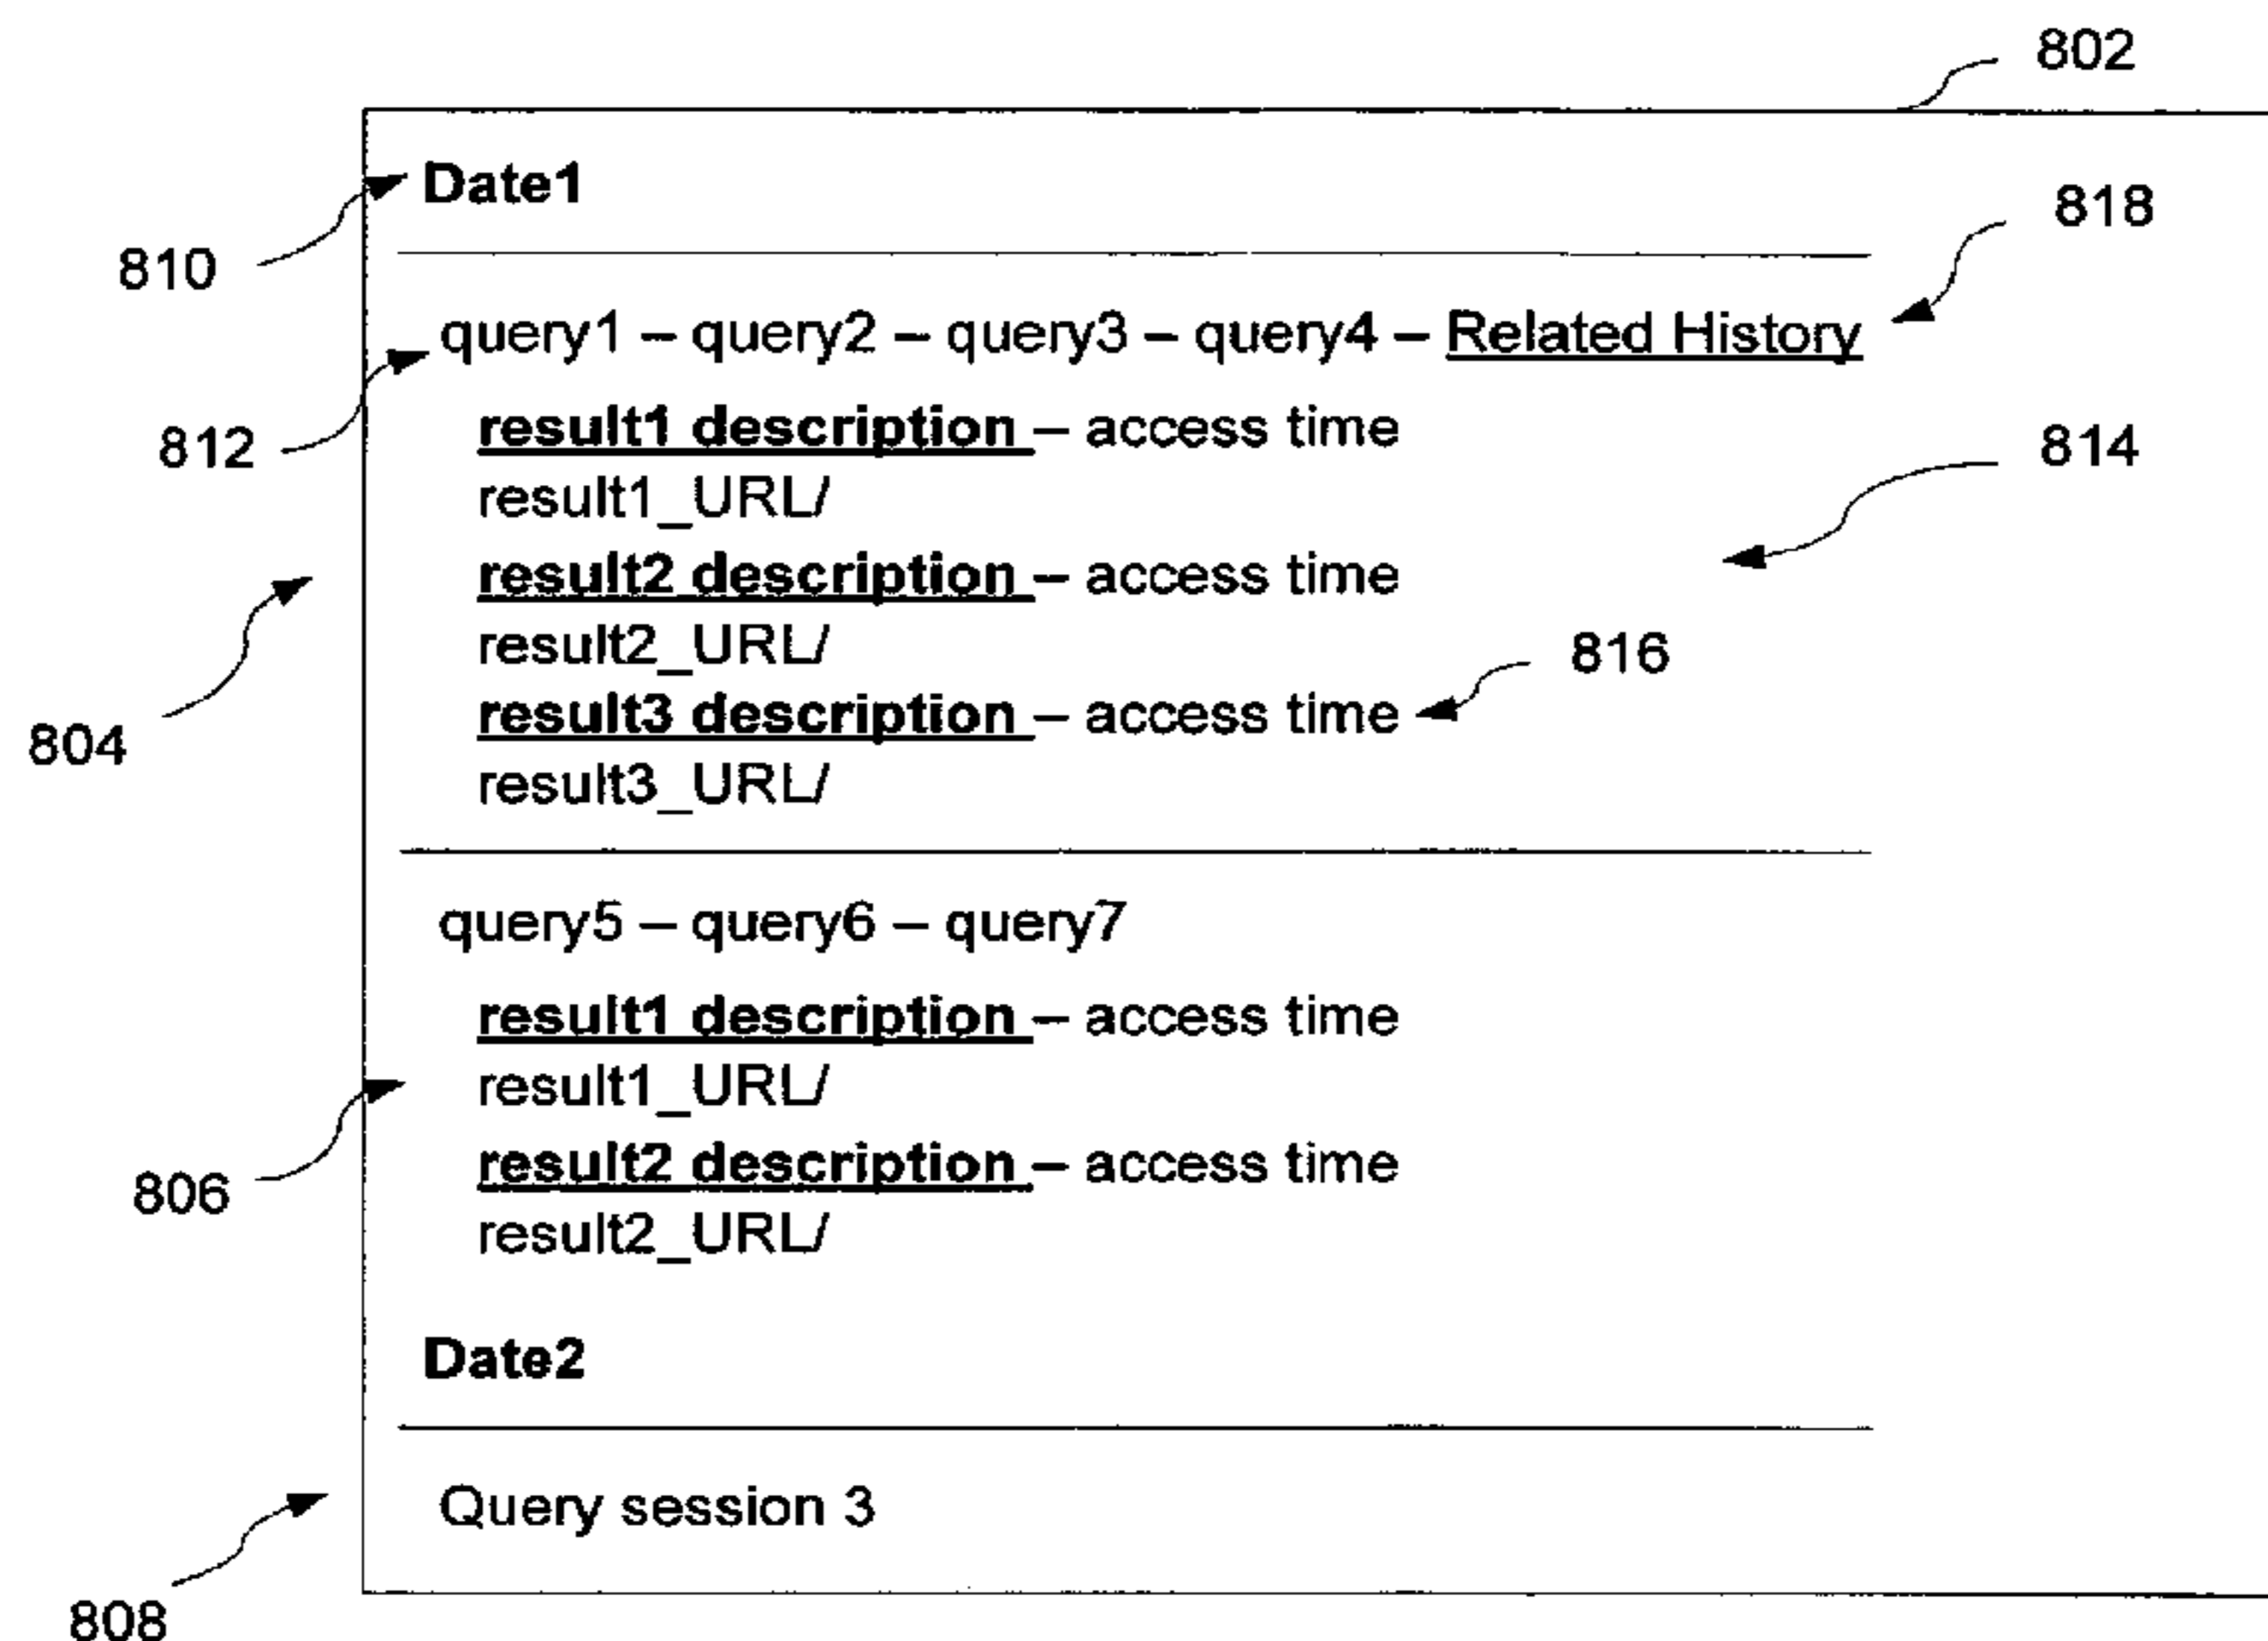 802
Date1
818
810
query1 – query2 – query3 – query4 – Related History
812
result1 description – access time
814
result1_URL/
result2 description – access time
result2_URL/
816
804
result3 description – access time
result3_URL/
query5 – query6 – query7
result1 description – access time
result1_URL/
806
result2 description – access time
result2_URL/
Date2
Query session 3
808